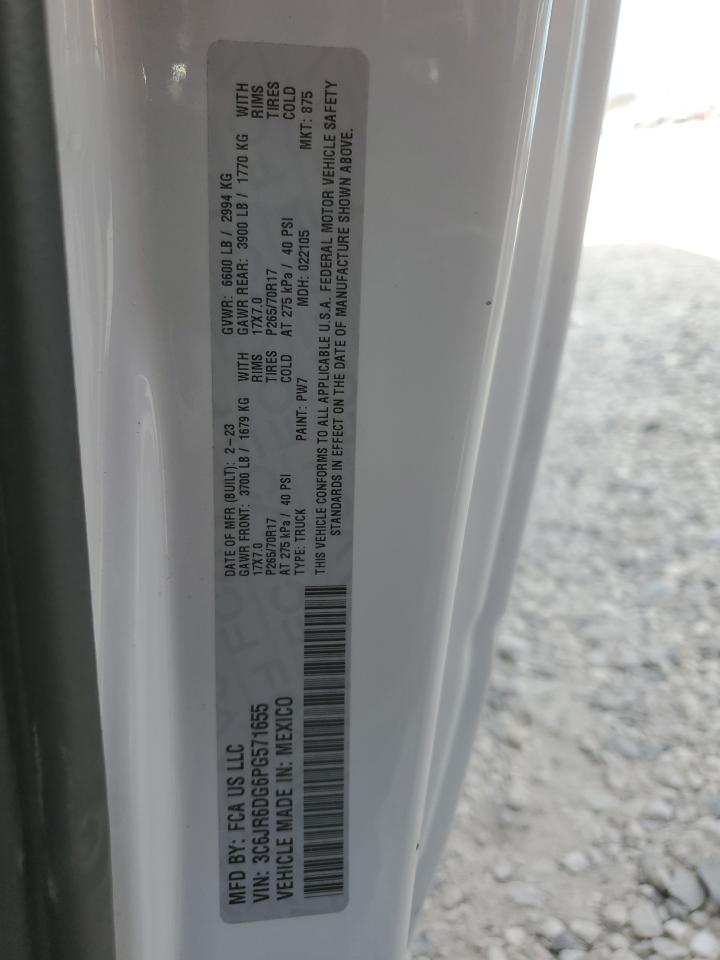 MFD BY: FCA US LLC
VIN: 3C6JR6DG6PG571655
VEHICLE MADE IN: MEXICO
DATE OF MFR (BUILT): 2-23
GVWR: 6600 LB / 2994 KG
GAWR FRONT: 3700 LB / 1679 KG WITH
GAWR REAR: 3900 LB / 1770 KG WITH
17X7.0 RIMS
17X7.0 RIMS
P265/70R17 TIRES
P265/70R17 TIRES
AT 275 kPa / 40 PSI COLD
AT 275 kPa / 40 PSI COLD
TYPE: TRUCK PAINT: PW7 MDH: 022105 MKT: 875
THIS VEHICLE CONFORMS TO ALL APPLICABLE U.S.A. FEDERAL MOTOR VEHICLE SAFETY
STANDARDS IN EFFECT ON THE DATE OF MANUFACTURE SHOWN ABOVE.